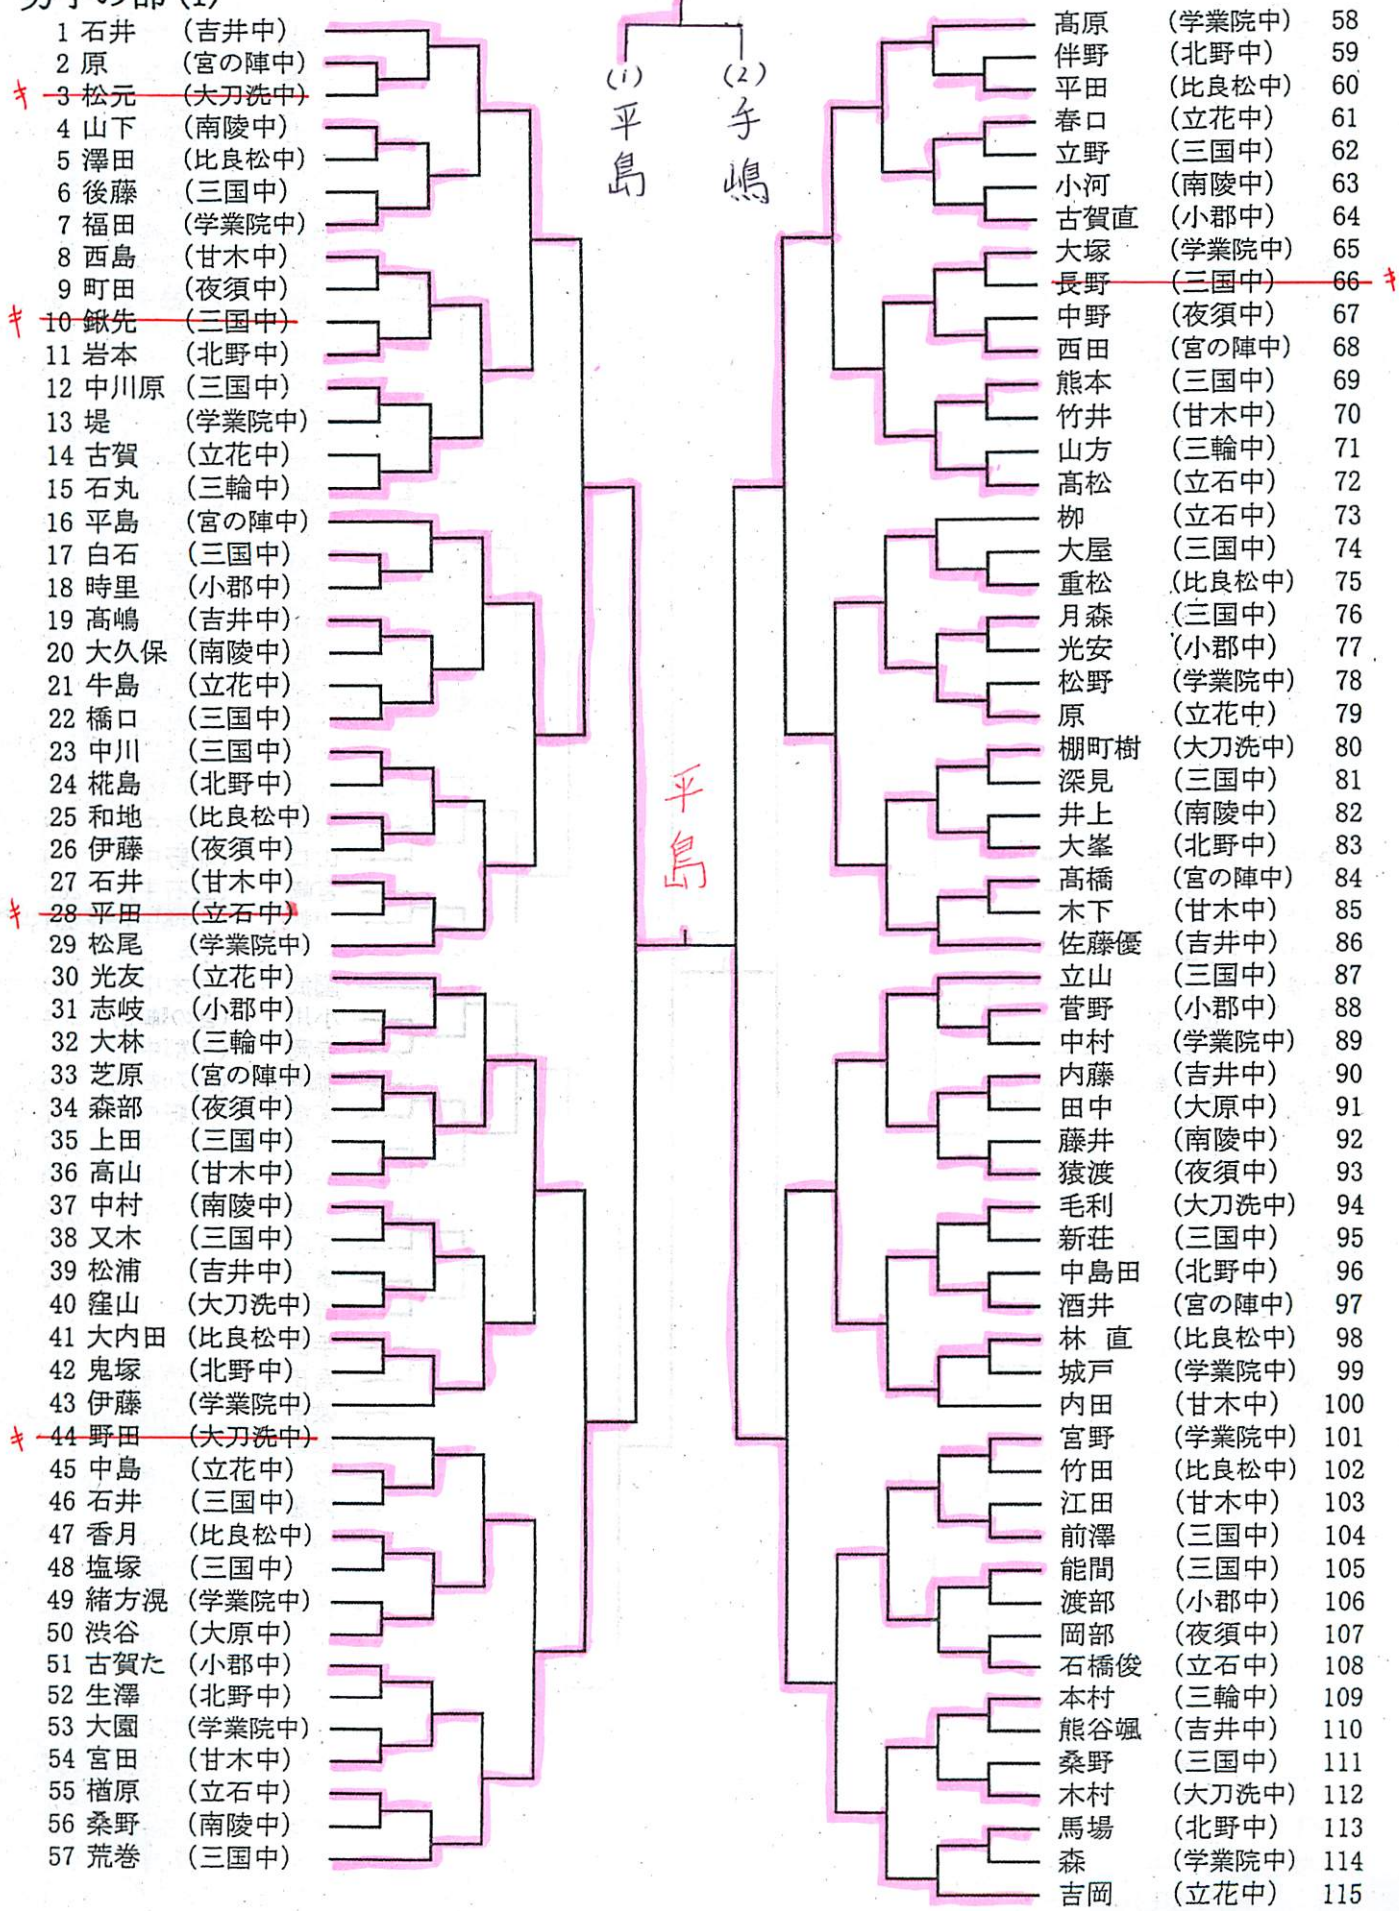 男子の部(1)
(1) 平島
(2) 手嶋
平島
1 石井 (吉井中)
2 原 (宮の陣中)
キ 3 松元 (大刀洗中)
4 山下 (南陵中)
5 澤田 (比良松中)
6 後藤 (三国中)
7 福田 (学業院中)
8 西島 (甘木中)
9 町田 (夜須中)
キ 10 鍬先 (三国中)
11 岩本 (北野中)
12 中川原 (三国中)
13 堤 (学業院中)
14 古賀 (立花中)
15 石丸 (三輪中)
16 平島 (宮の陣中)
17 白石 (三国中)
18 時里 (小郡中)
19 髙嶋 (吉井中)
20 大久保 (南陵中)
21 牛島 (立花中)
22 橋口 (三国中)
23 中川 (三国中)
24 椛島 (北野中)
25 和地 (比良松中)
26 伊藤 (夜須中)
27 石井 (甘木中)
キ 28 平田 (立石中)
29 松尾 (学業院中)
30 光友 (立花中)
31 志岐 (小郡中)
32 大林 (三輪中)
33 芝原 (宮の陣中)
34 森部 (夜須中)
35 上田 (三国中)
36 高山 (甘木中)
37 中村 (南陵中)
38 又木 (三国中)
39 松浦 (吉井中)
40 窪山 (大刀洗中)
41 大内田 (比良松中)
42 鬼塚 (北野中)
43 伊藤 (学業院中)
キ 44 野田 (大刀洗中)
45 中島 (立花中)
46 石井 (三国中)
47 香月 (比良松中)
48 塩塚 (三国中)
49 緒方滉 (学業院中)
50 渋谷 (大原中)
51 古賀た (小郡中)
52 生澤 (北野中)
53 大園 (学業院中)
54 宮田 (甘木中)
55 楢原 (立石中)
56 桑野 (南陵中)
57 荒巻 (三国中)
髙原 (学業院中) 58
伴野 (北野中) 59
平田 (比良松中) 60
春口 (立花中) 61
立野 (三国中) 62
小河 (南陵中) 63
古賀直 (小郡中) 64
大塚 (学業院中) 65
長野 (三国中) 66 キ
中野 (夜須中) 67
西田 (宮の陣中) 68
熊本 (三国中) 69
竹井 (甘木中) 70
山方 (三輪中) 71
髙松 (立石中) 72
栁 (立石中) 73
大屋 (三国中) 74
重松 (比良松中) 75
月森 (三国中) 76
光安 (小郡中) 77
松野 (学業院中) 78
原 (立花中) 79
棚町樹 (大刀洗中) 80
深見 (三国中) 81
井上 (南陵中) 82
大峯 (北野中) 83
髙橋 (宮の陣中) 84
木下 (甘木中) 85
佐藤優 (吉井中) 86
立山 (三国中) 87
菅野 (小郡中) 88
中村 (学業院中) 89
内藤 (吉井中) 90
田中 (大原中) 91
藤井 (南陵中) 92
猿渡 (夜須中) 93
毛利 (大刀洗中) 94
新荘 (三国中) 95
中島田 (北野中) 96
酒井 (宮の陣中) 97
林 直 (比良松中) 98
城戸 (学業院中) 99
内田 (甘木中) 100
宮野 (学業院中) 101
竹田 (比良松中) 102
江田 (甘木中) 103
前澤 (三国中) 104
能間 (三国中) 105
渡部 (小郡中) 106
岡部 (夜須中) 107
石橋俊 (立石中) 108
本村 (三輪中) 109
熊谷颯 (吉井中) 110
桑野 (三国中) 111
木村 (大刀洗中) 112
馬場 (北野中) 113
森 (学業院中) 114
吉岡 (立花中) 115